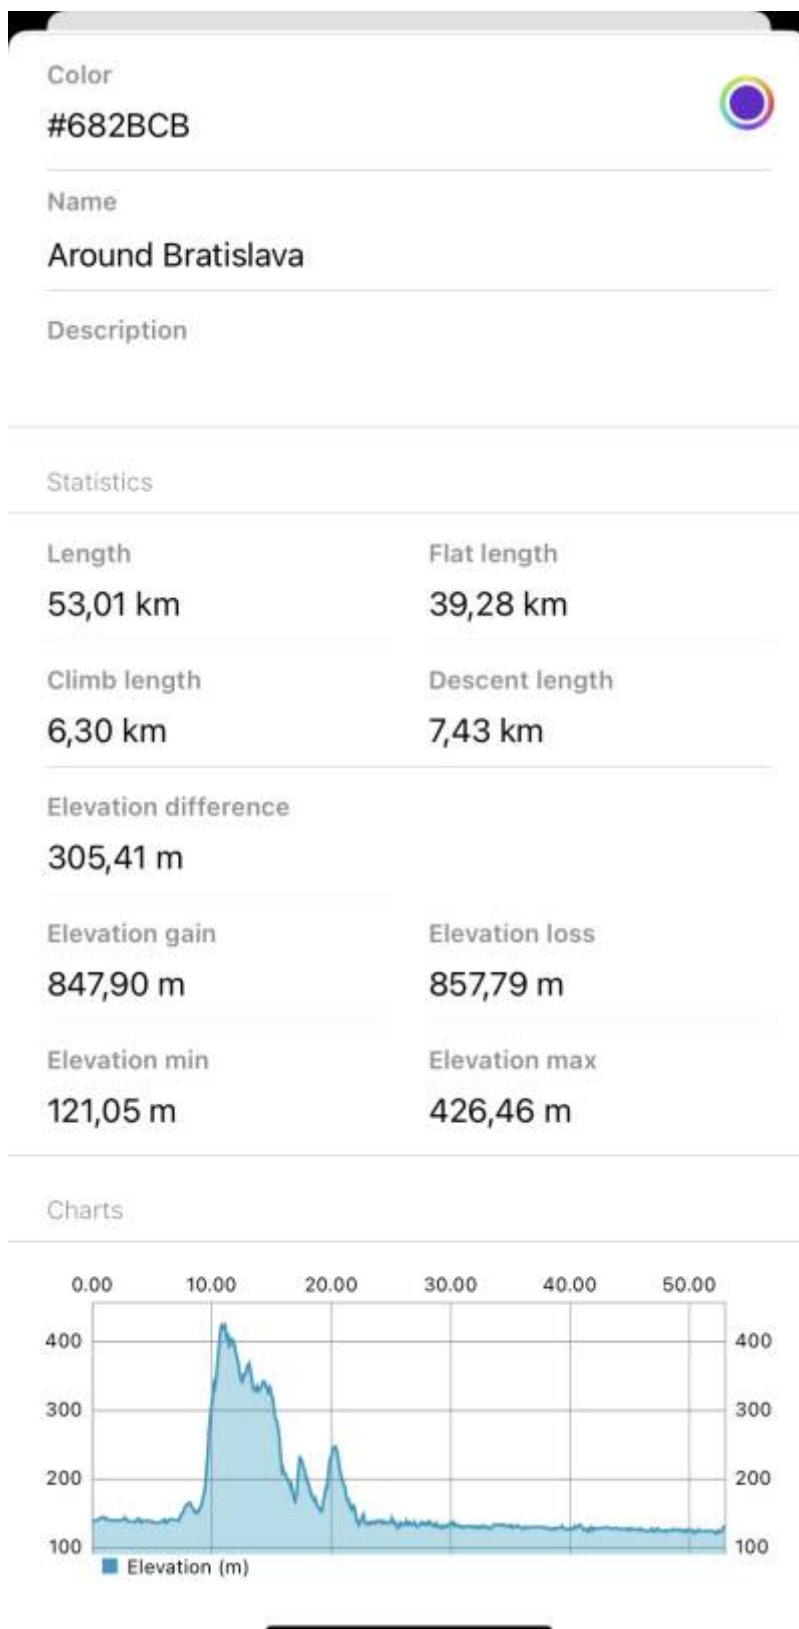 Color
#682BCB
Name
Around Bratislava
Description
Statistics
Length Flat length
53,01 km 39,28 km
Climb length Descent length
6,30 km 7,43 km
Elevation difference
305,41 m
Elevation gain Elevation loss
847,90 m 857,79 m
Elevation min Elevation max
121,05 m 426,46 m
Charts
0.00 10.00 20.00 30.00 40.00 50.00
400 400
300 300
200 200
100 100
Elevation (m)